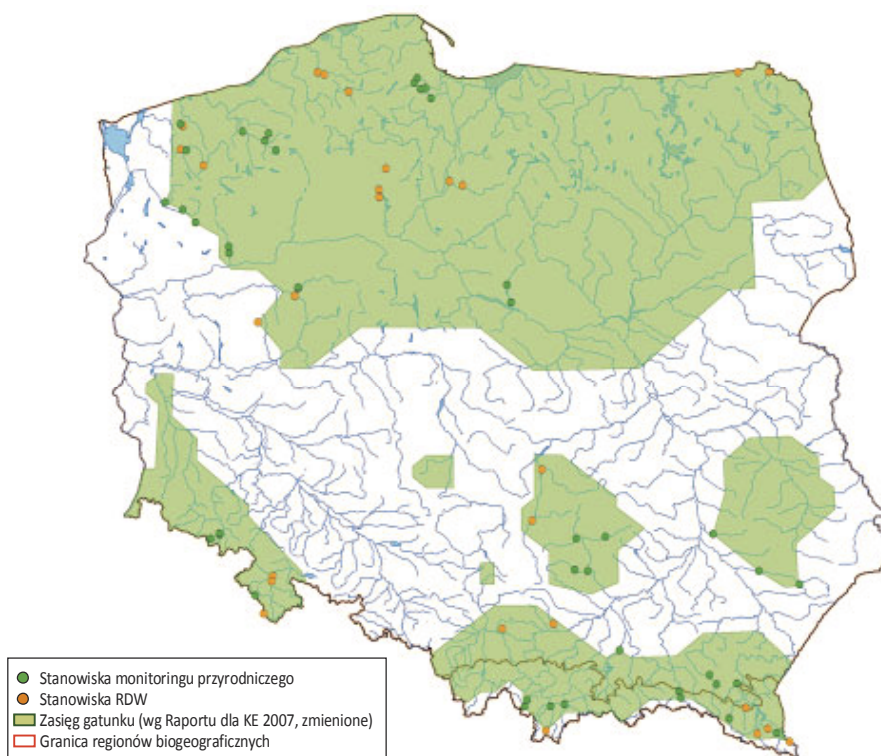 Stanowiska monitoringu przyrodniczego
Stanowiska RDW
Zasięg gatunku (wg Raportu dla KE 2007, zmienione)
Granica regionów biogeograficznych